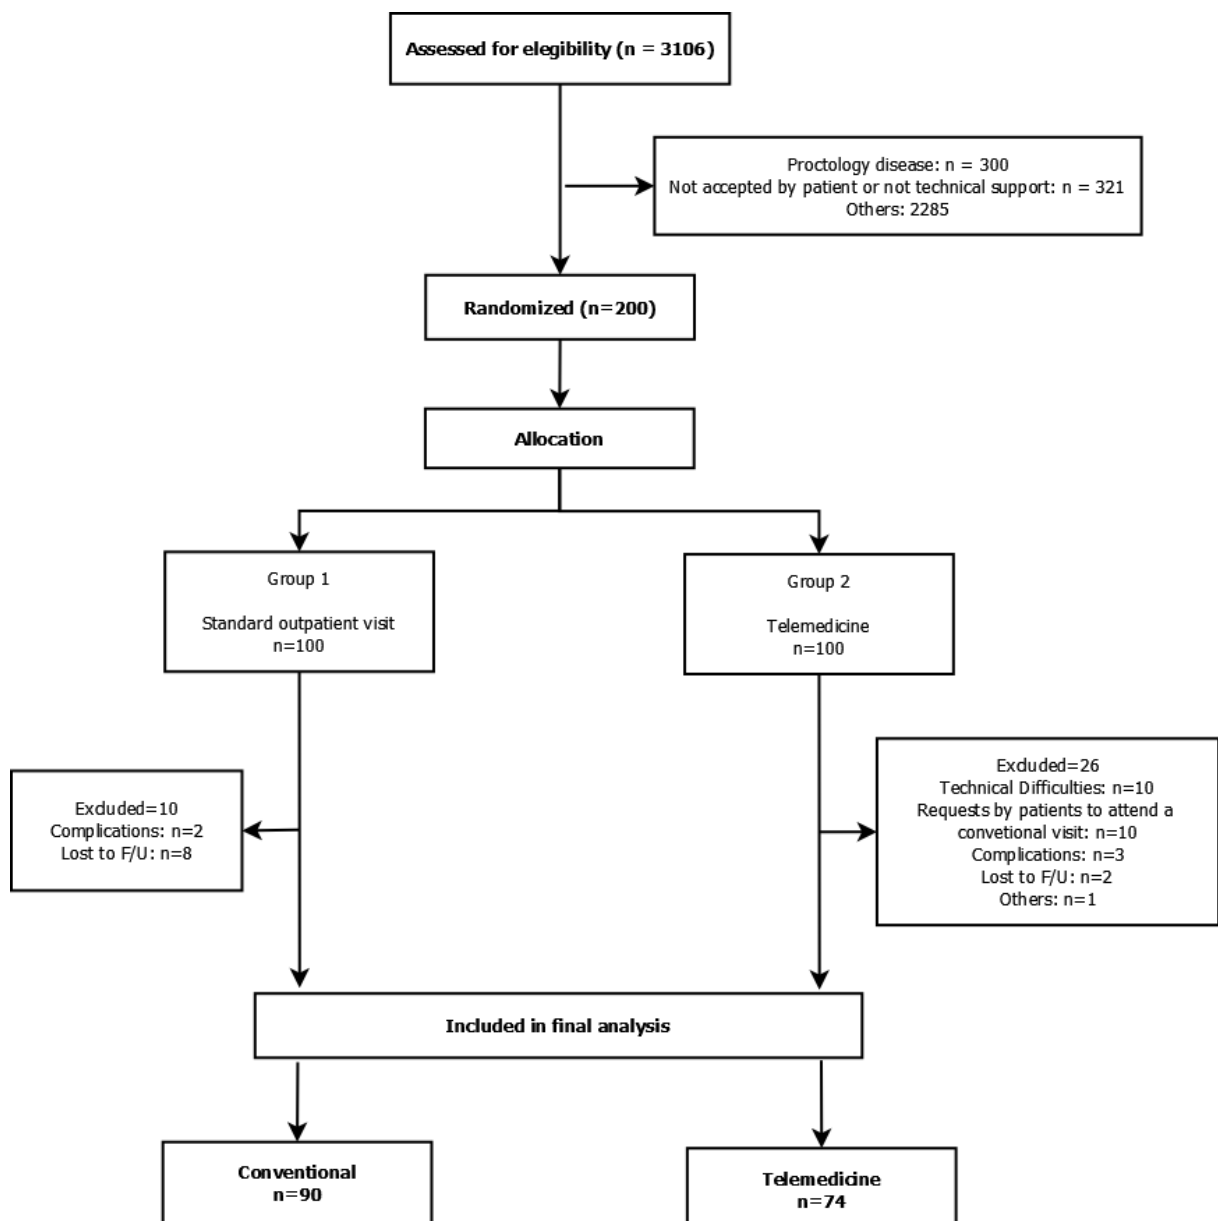 Assessed for elegibility (n = 3106)
Proctology disease: n = 300
Not accepted by patient or not technical support: n = 321
Others: 2285
Randomized (n=200)
Allocation
Group 1
Standard outpatient visit
n=100
Group 2
Telemedicine
n=100
Excluded=10
Complications: n=2
Lost to F/U: n=8
Excluded=26
Technical Difficulties: n=10
Requests by patients to attend a
convetional visit: n=10
Complications: n=3
Lost to F/U: n=2
Others: n=1
Included in final analysis
Conventional
n=90
Telemedicine
n=74